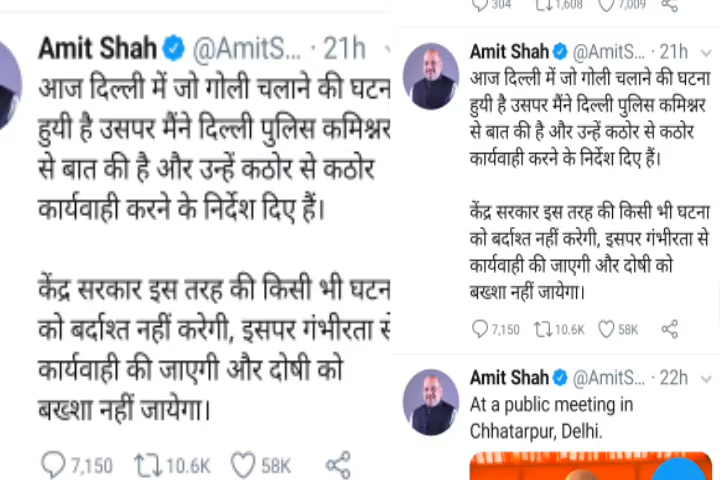 Amit Shah @AmitS... · 21h
आज दिल्ली में जो गोली चलाने की घटन
हुयी है उसपर मैंने दिल्ली पुलिस कमिश्नर
से बात की है और उन्हें कठोर से कठोर
कार्यवाही करने के निर्देश दिए हैं।
केंद्र सरकार इस तरह की किसी भी घटन
को बर्दाश्त नहीं करेगी, इसपर गंभीरता से
कार्यवाही की जाएगी और दोषी को
बख्शा नहीं जायेगा।
7,150 10.6K 58K
304 1,608 7,009
Amit Shah @AmitS... · 21h
आज दिल्ली में जो गोली चलाने की घटना
हुयी है उसपर मैंने दिल्ली पुलिस कमिश्नर
से बात की है और उन्हें कठोर से कठोर
कार्यवाही करने के निर्देश दिए हैं।
केंद्र सरकार इस तरह की किसी भी घटना
को बर्दाश्त नहीं करेगी, इसपर गंभीरता से
कार्यवाही की जाएगी और दोषी को
बख्शा नहीं जायेगा।
7,150 10.6K 58K
Amit Shah @AmitS... · 22h
At a public meeting in
Chhatarpur, Delhi.